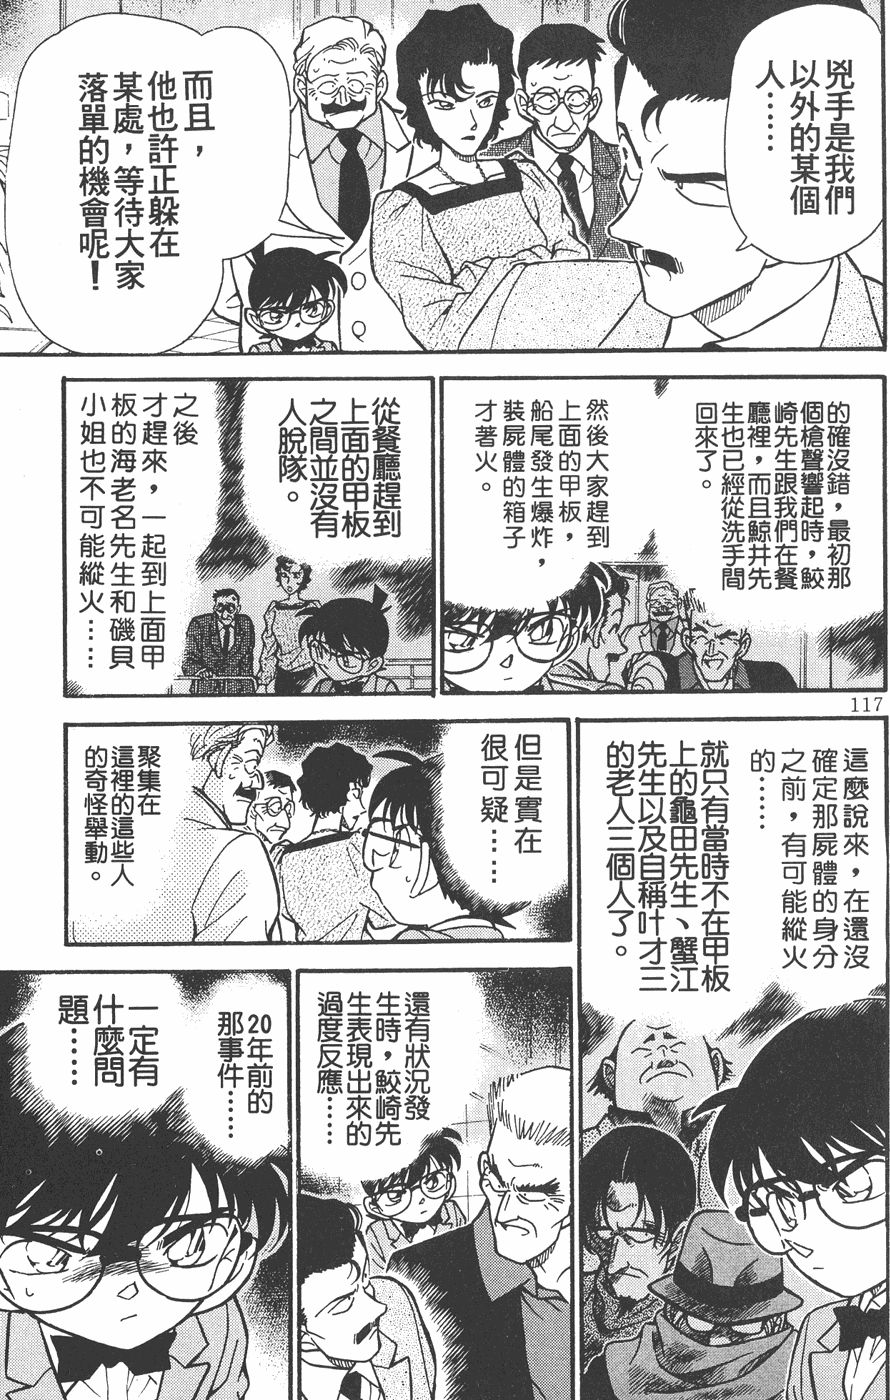 兇手是我們
以外的某個
人……
而且，
他也許正躲在
某處，等待大家
落單的機會呢！
的確沒錯，最初那
個槍聲響起時，鮫
崎先生跟我們在餐
廳裡，而且鯨井先
生也已經從洗手間
回來了。
然後大家趕到
上面的甲板，
船尾發生爆炸，
裝屍體的箱子
才著火。
從餐廳趕到
上面的甲板
之間並沒有
人脫隊。
之後
才趕來，一起到上面甲
板的海老名先生和磯貝
小姐也不可能縱火……
117
這麼說來，在還沒
確定那屍體的身分
之前，有可能縱火
的……
就只有當時不在甲板
上的龜田先生、蟹江
先生以及自稱叶才三
的老人三個人了。
但是實在
很可疑……
聚集在
這裡的這些人
的奇怪舉動。
還有狀況發
生時，鮫崎先
生表現出來的
過度反應……
20年前的
那事件……
一定有
什麼問
題……